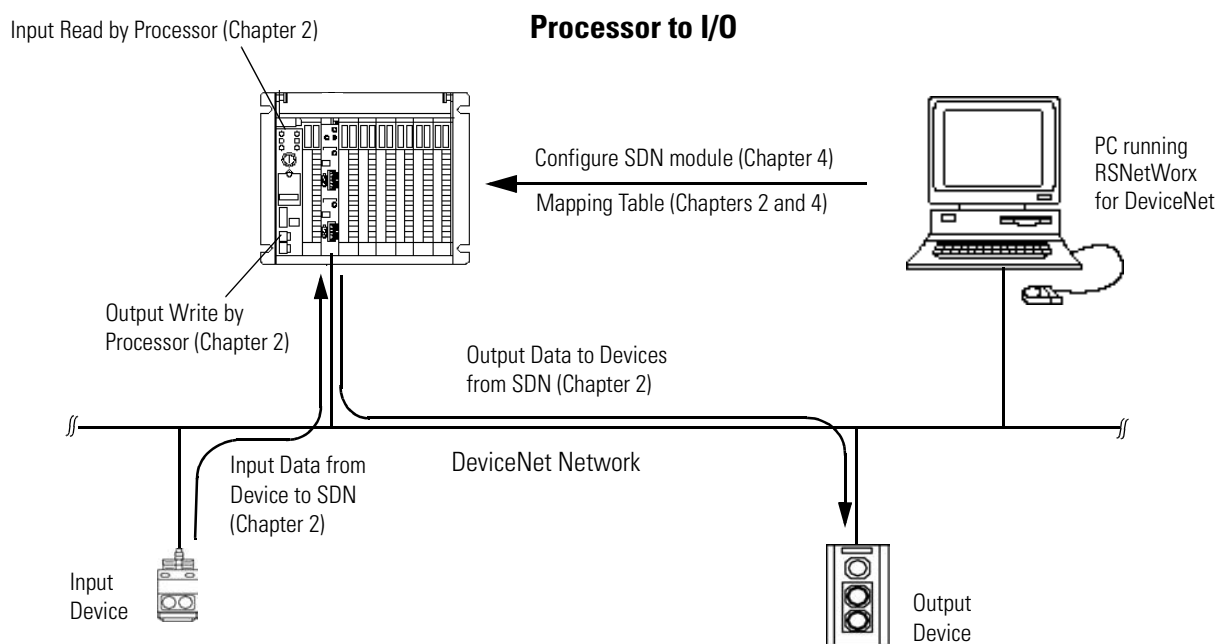 Processor to I/O
Input Read by Processor (Chapter 2)
Configure SDN module (Chapter 4)
Mapping Table (Chapters 2 and 4)
PC running
RSNetWorx
for DeviceNet
Output Write by
Processor (Chapter 2)
Output Data to Devices
from SDN (Chapter 2)
DeviceNet Network
Input Data from
Device to SDN
(Chapter 2)
Input
Device
Output
Device